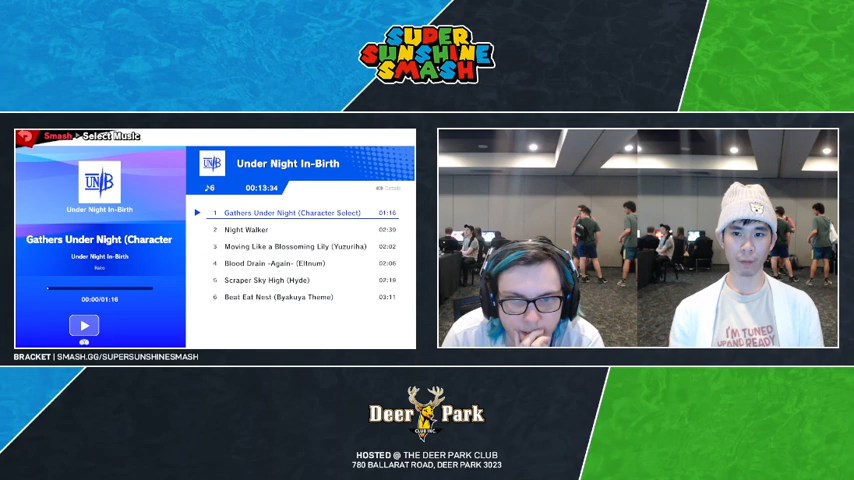 SUPER
SUNSHINE
SMASH
Smash ▸ Select Music
UNIB
Under Night In-Birth
Gathers Under Night (Character
Under Night In-Birth
Raito
00:00/01:16
UNIB
Under Night In-Birth
♪6 00:13:34 Details
1 Gathers Under Night (Character Select) 01:16
2 Night Walker 02:39
3 Moving Like a Blossoming Lily (Yuzuriha) 02:02
4 Blood Drain -Again- (Eltnum) 02:06
5 Scraper Sky High (Hyde) 02:19
6 Beat Eat Nest (Byakuya Theme) 03:11
I'M TUNED
UP AND READY
BRACKET | SMASH.GG/SUPERSUNSHINESMASH
Deer Park
CLUB INC.
HOSTED @ THE DEER PARK CLUB
780 BALLARAT ROAD, DEER PARK 3023